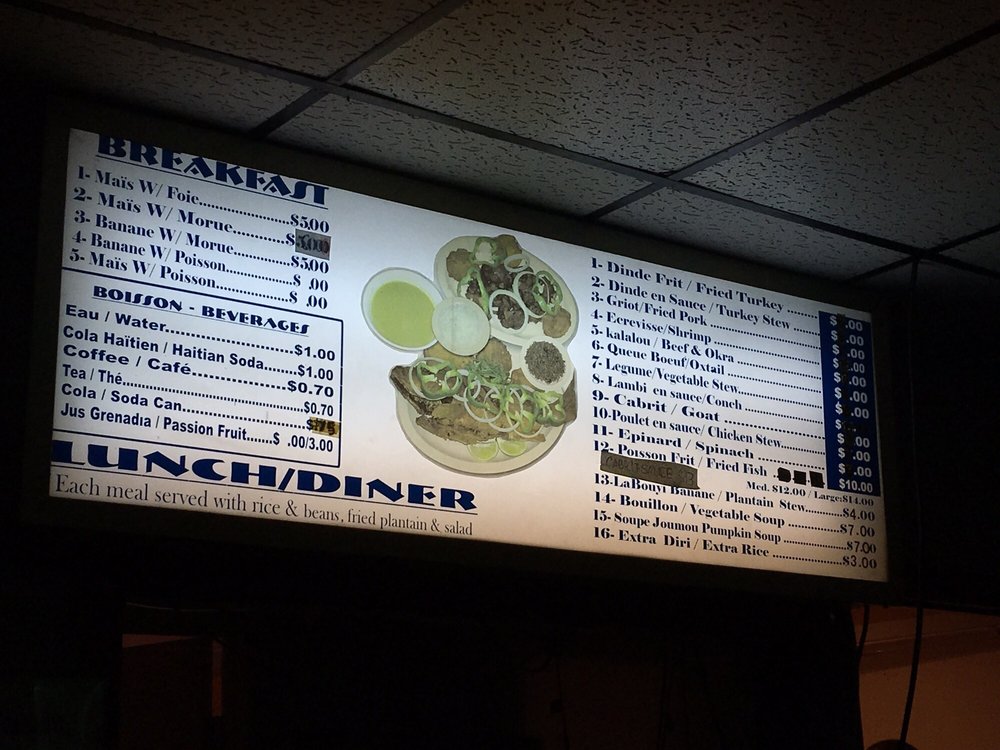 BREAKFAST
1- Maïs W/ Foie......................$5.00
2- Maïs W/ Morue...........$
3- Banane W/ Morue............$5.00
4- Banane W/ Poisson.............$ .00
5- Maïs W/ Poisson................$ .00
BOISSON - BEVERAGES
Eau / Water.........................$1.00
Cola Haïtien / Haitian Soda.......$1.00
Coffee / Café....................$0.70
Tea / Thé..............................$0.70
Cola / Soda Can......................
Jus Grenadia / Passion Fruit......$ .00/3.00
LUNCH/DINER
Each meal served with rice & beans, fried plantain & salad
1- Dinde Frit / Fried Turkey ........$ .00
2- Dinde en Sauce / Turkey Stew ..$ .00
3- Griot/Fried Pork ..................$ .00
4- Ecrevisse/Shrimp ..................$ .00
5- kalalou / Beef & Okra ............$ .00
6- Queue Boeuf/Oxtail ..............$ .00
7- Legume/Vegetable Stew..........$ .00
8- Lambi en sauce/Conch ..........$
9- Cabrit / Goat ....................$ .00
10-Poulet en sauce/ Chicken Stew......$ .00
11- Epinard / Spinach ................$ .00
12- Poisson Frit / Fried Fish ..
$10.00
Med. $12.00 / Large:$14.00
13-LaBouyi Banane / Plantain Stew.....$4.00
14- Bouillon / Vegetable Soup ...........$7.00
15- Soupe Joumou Pumpkin Soup ..................$7.00
16- Extra Diri / Extra Rice ....................$3.00